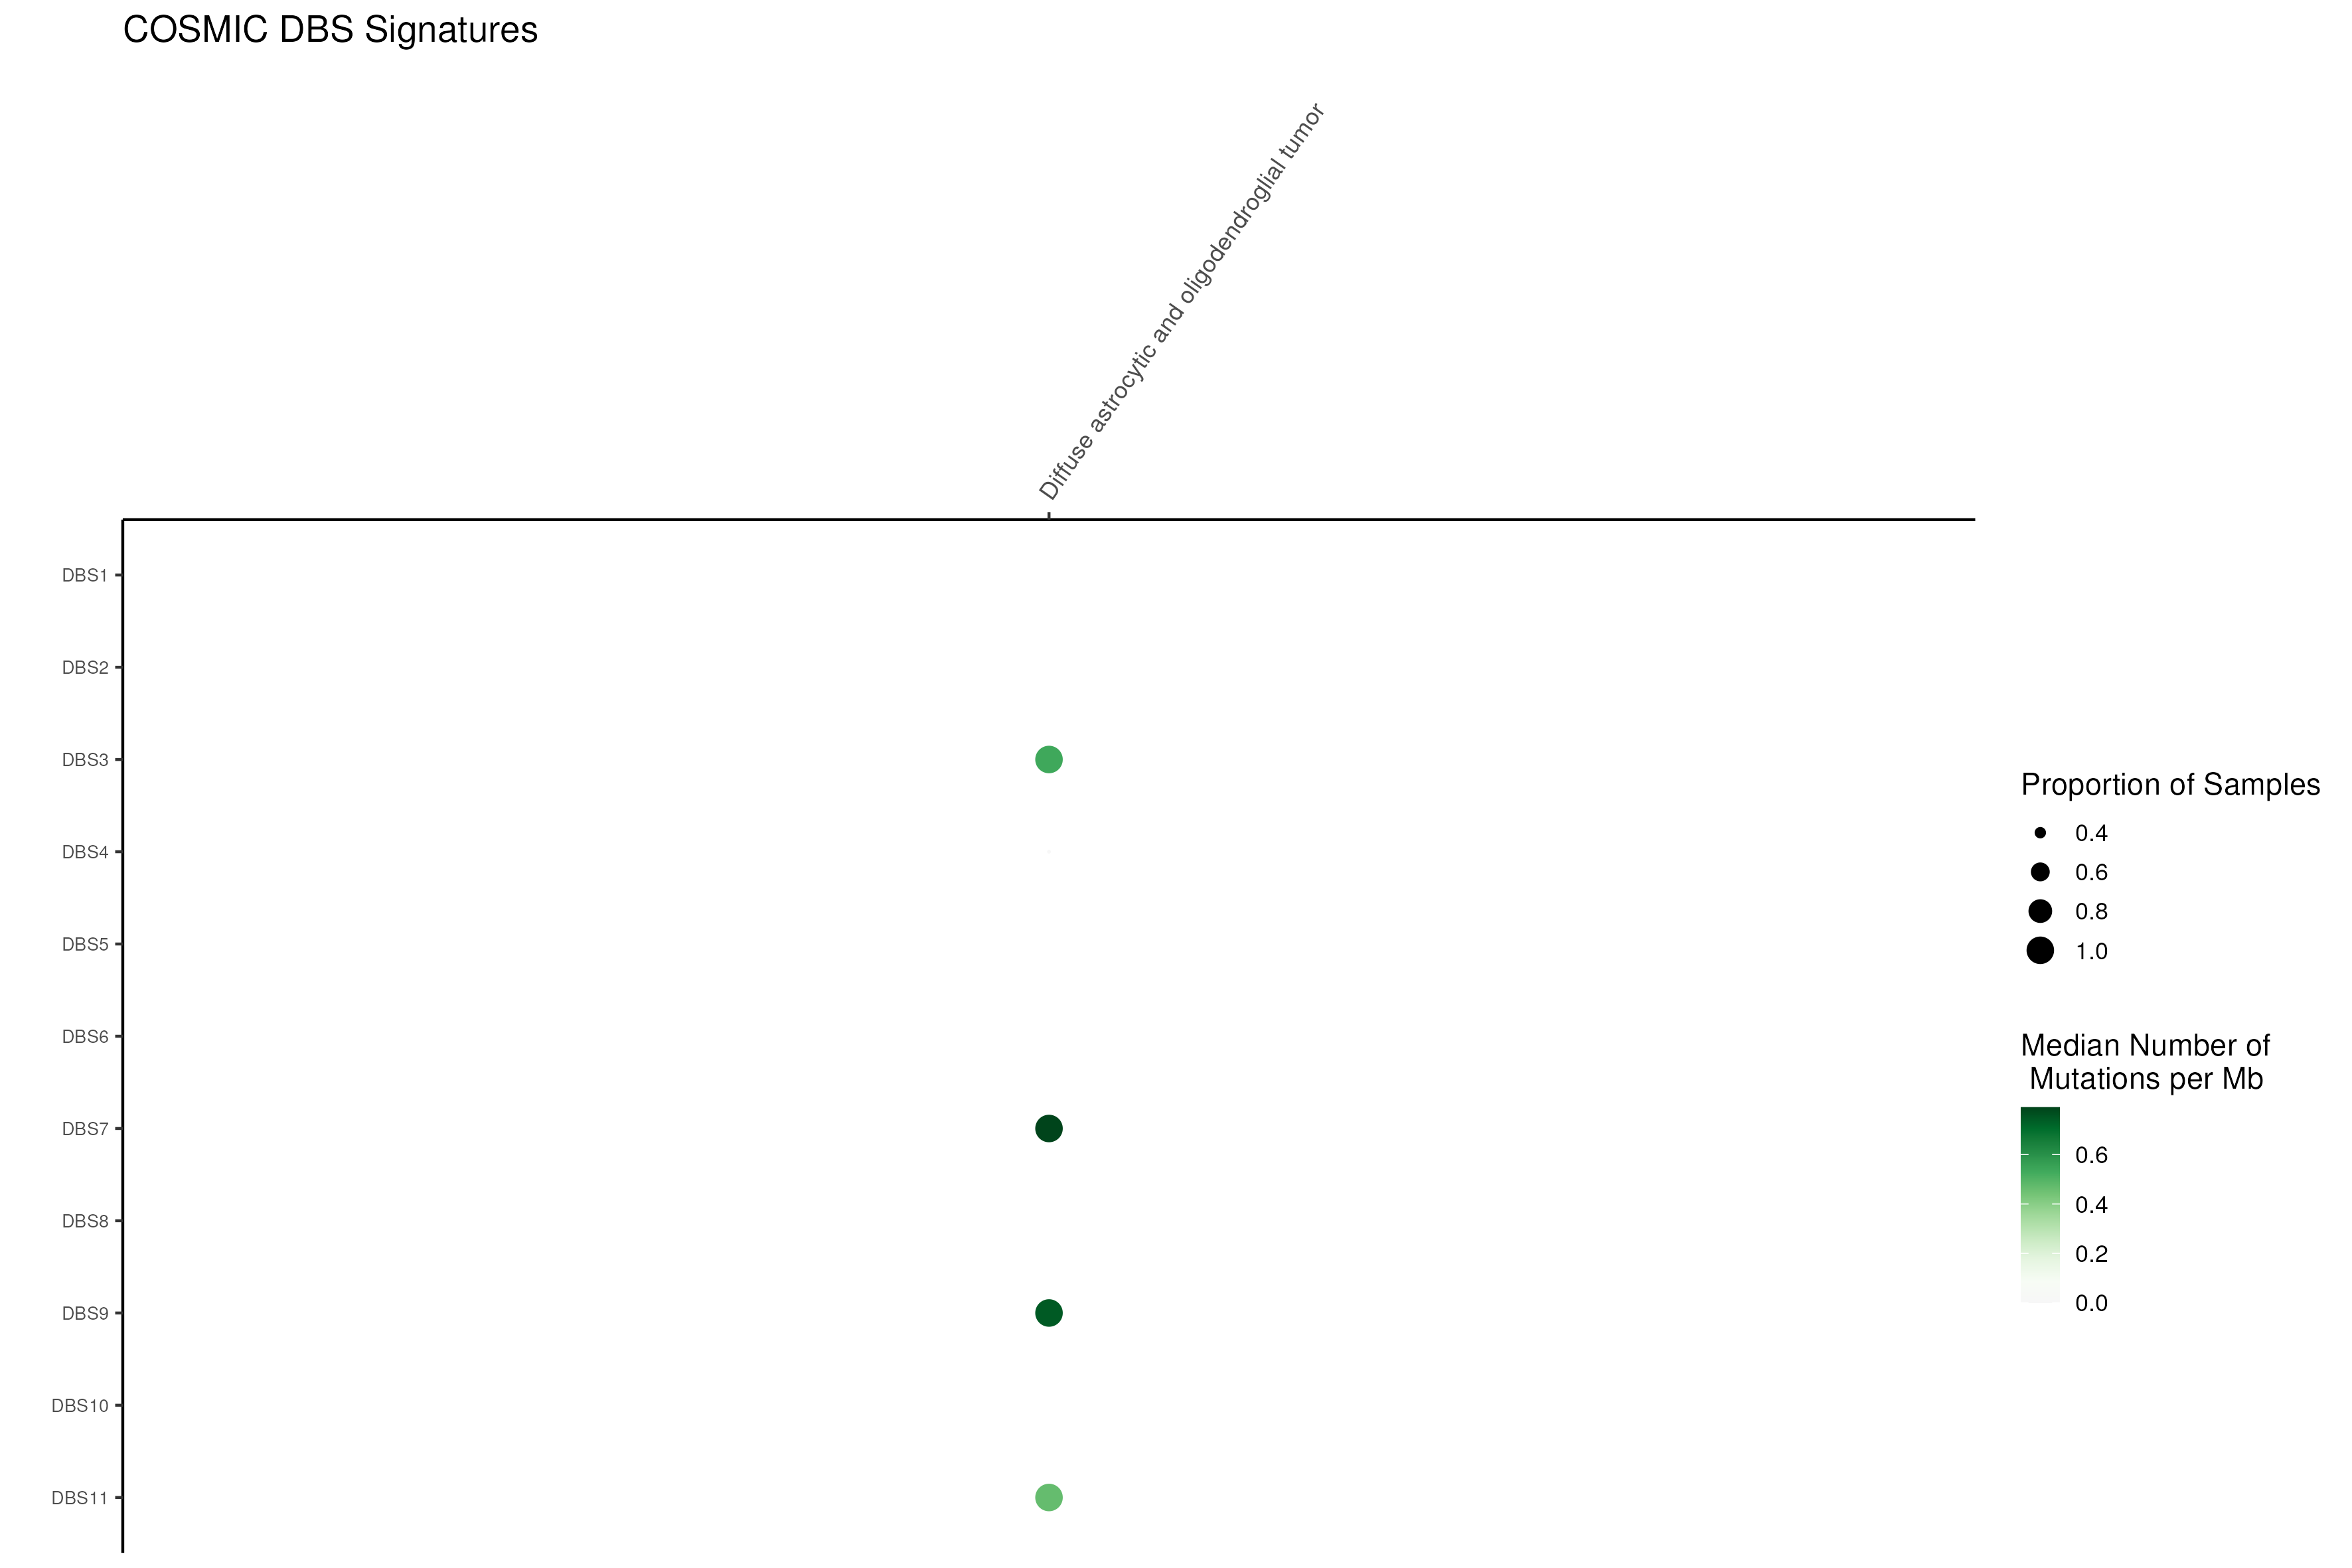 COSMIC DBS Signatures
Diffuse astrocytic and oligodendroglial tumor
DBS1
DBS2
DBS3
DBS4
DBS5
DBS6
DBS7
DBS8
DBS9
DBS10
DBS11
Proportion of Samples
0.4
0.6
0.8
1.0
Median Number of
Mutations per Mb
0.6
0.4
0.2
0.0